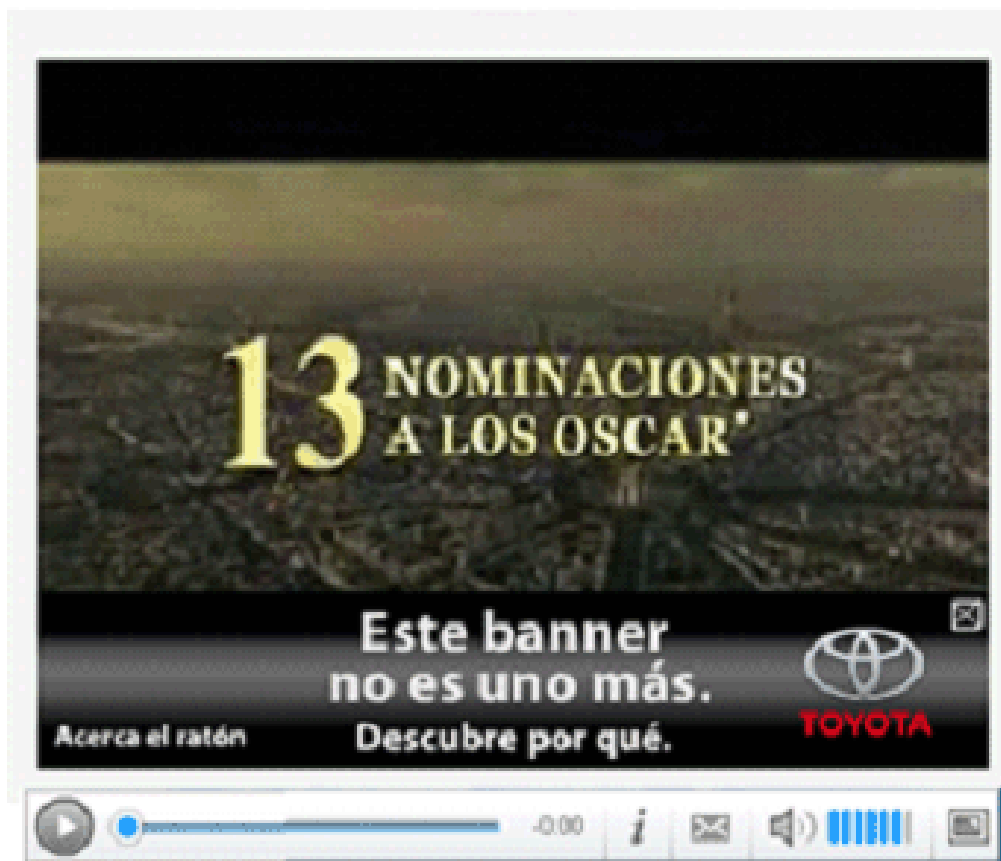 13 NOMINACIONES
A LOS OSCAR*
Este banner
no es uno más.
Acerca el ratón
Descubre por qué.
TOYOTA
-0:00
i